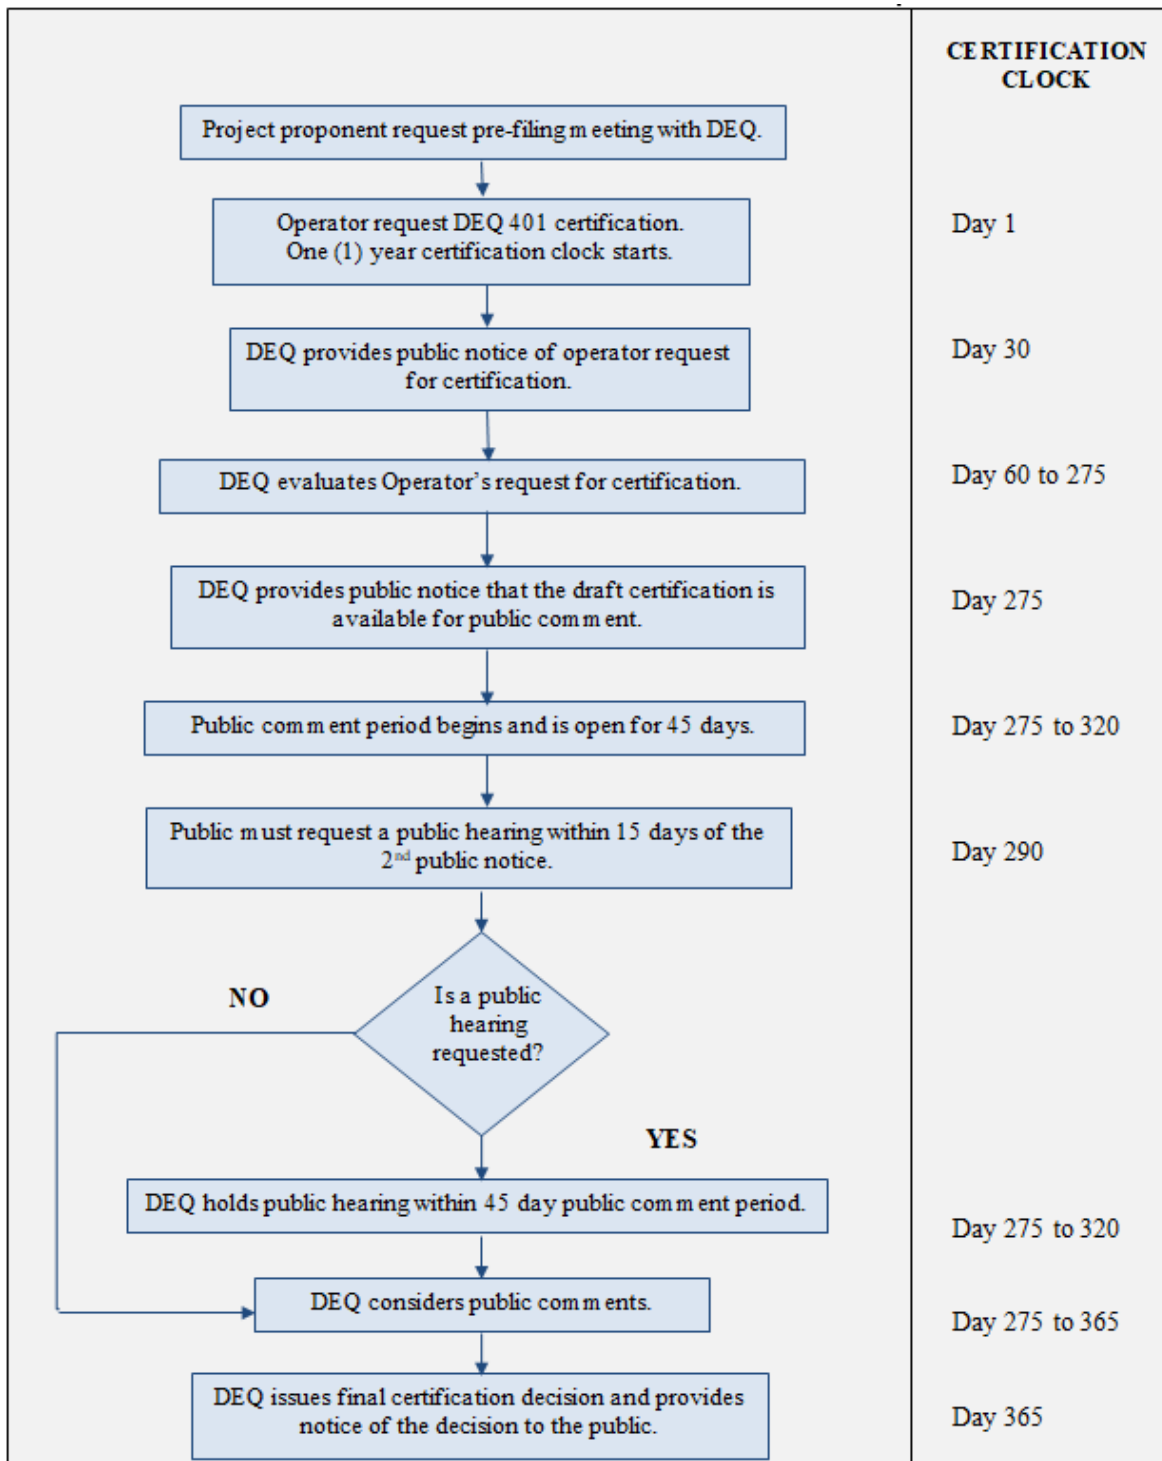 CERTIFICATION
CLOCK
Project proponent request pre-filing meeting with DEQ.
Operator request DEQ 401 certification.
One (1) year certification clock starts.
Day 1
DEQ provides public notice of operator request
for certification.
Day 30
DEQ evaluates Operator’s request for certification.
Day 60 to 275
DEQ provides public notice that the draft certification is
available for public comment.
Day 275
Public comment period begins and is open for 45 days.
Day 275 to 320
Public must request a public hearing within 15 days of the
2nd public notice.
Day 290
Is a public
hearing
requested?
NO
YES
DEQ holds public hearing within 45 day public comment period.
Day 275 to 320
DEQ considers public comments.
Day 275 to 365
DEQ issues final certification decision and provides
notice of the decision to the public.
Day 365